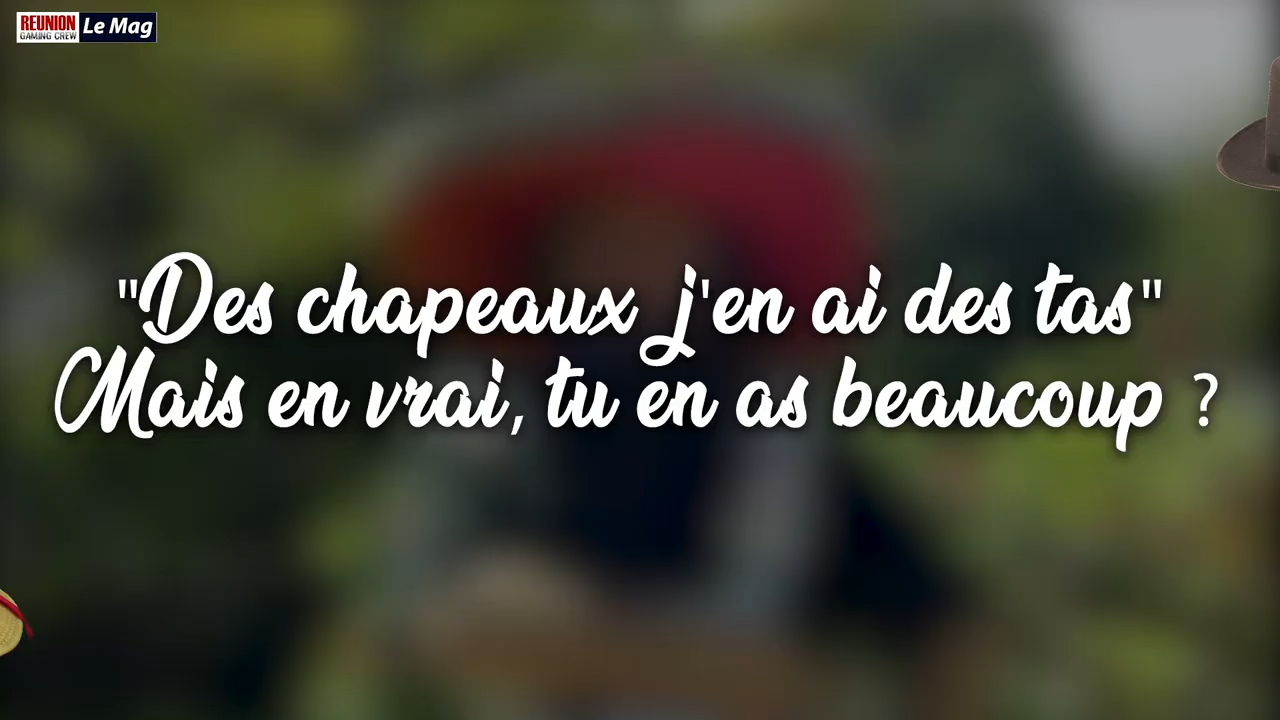 REUNION
GAMING CREW
Le Mag
"Des chapeaux j'en ai des tas"
Mais en vrai, tu en as beaucoup ?